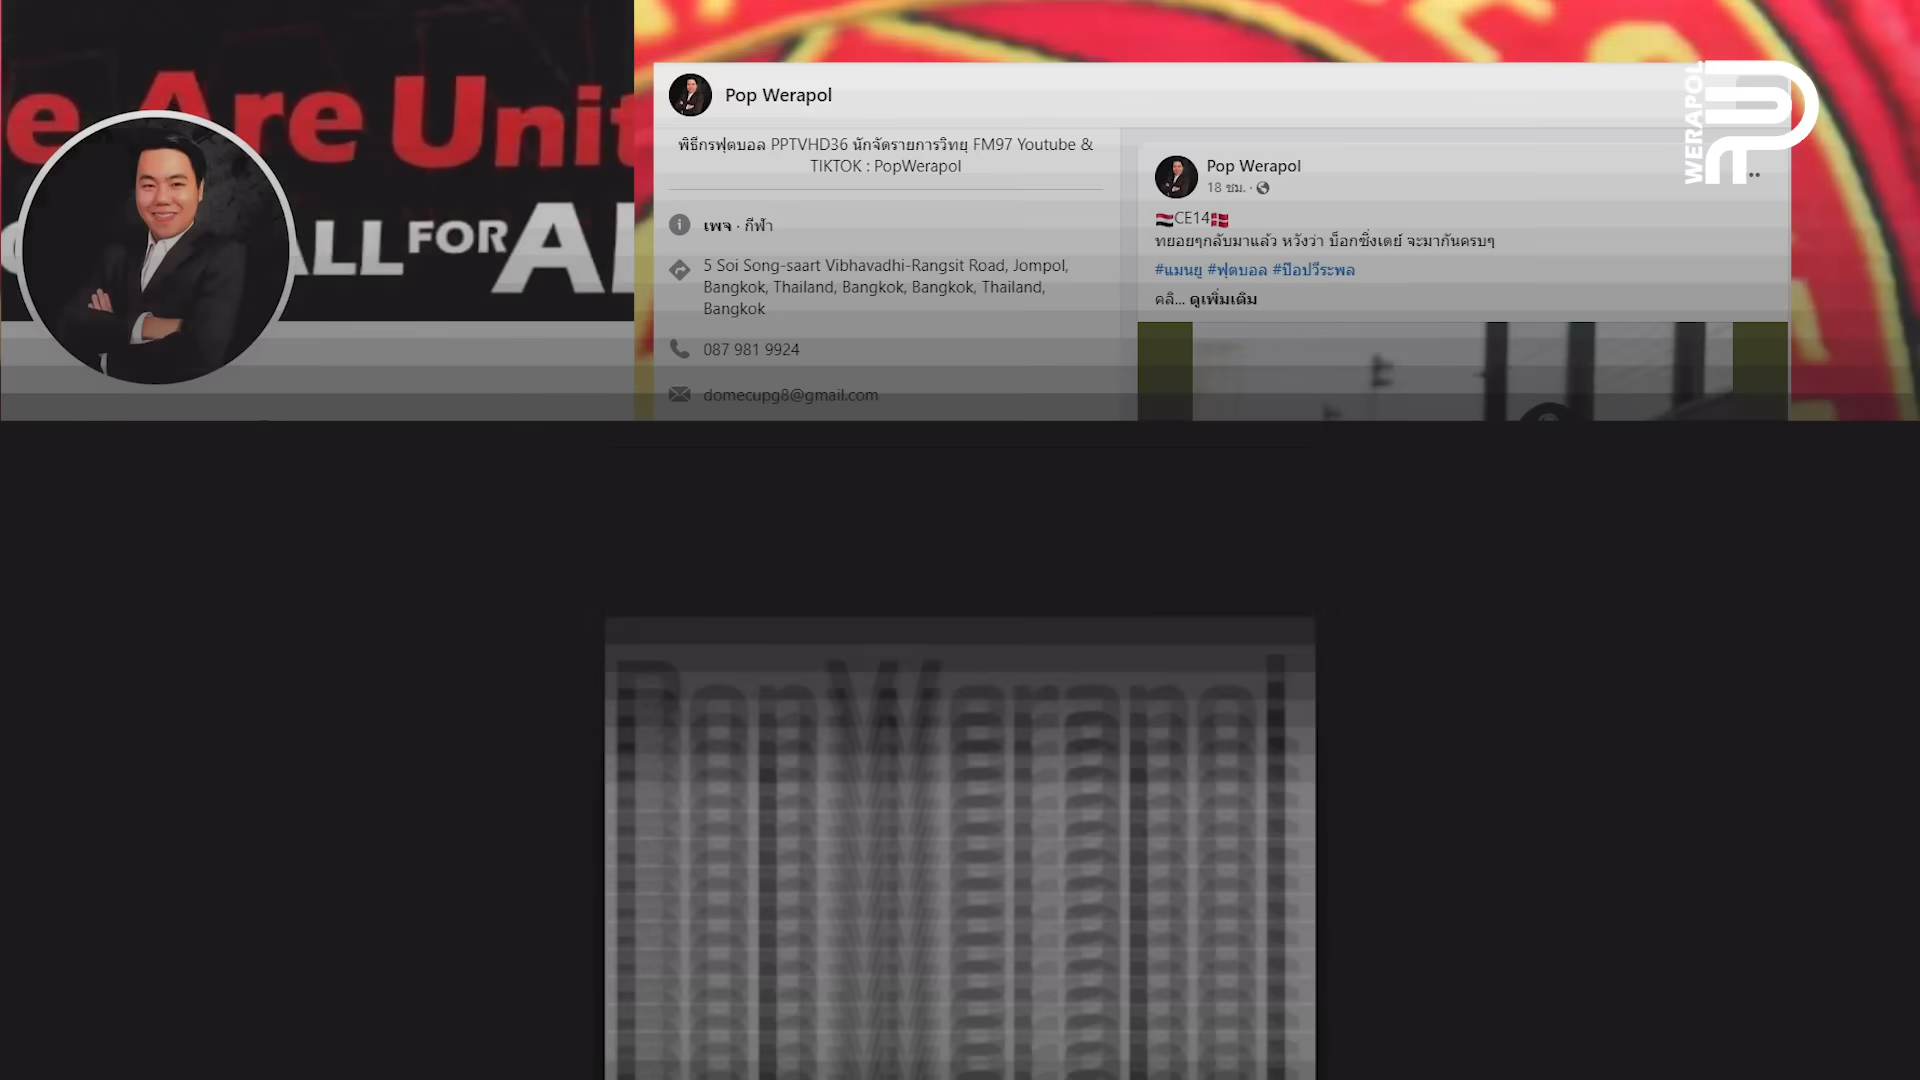 e Are Unit
ALL FOR AL
Pop Werapol
พิธีกรฟุตบอล PPTVHD36 นักจัดรายการวิทยุ FM97 Youtube &
TIKTOK : PopWerapol
เพจ · กีฬา
5 Soi Song-saart Vibhavadhi-Rangsit Road, Jompol,
Bangkok, Thailand, Bangkok, Bangkok, Thailand,
Bangkok
087 981 9924
domecupg8@gmail.com
Pop Werapol
18 ชม. ·
🇾🇪CE14🇩🇰
ทยอยๆกลับมาแล้ว หวังว่า บ็อกซิ่งเดย์ จะมากันครบๆ
#แมนยู #ฟุตบอล #ป๊อปวีระพล
คลิ... ดูเพิ่มเติม
WERAPOL
PopWerapol